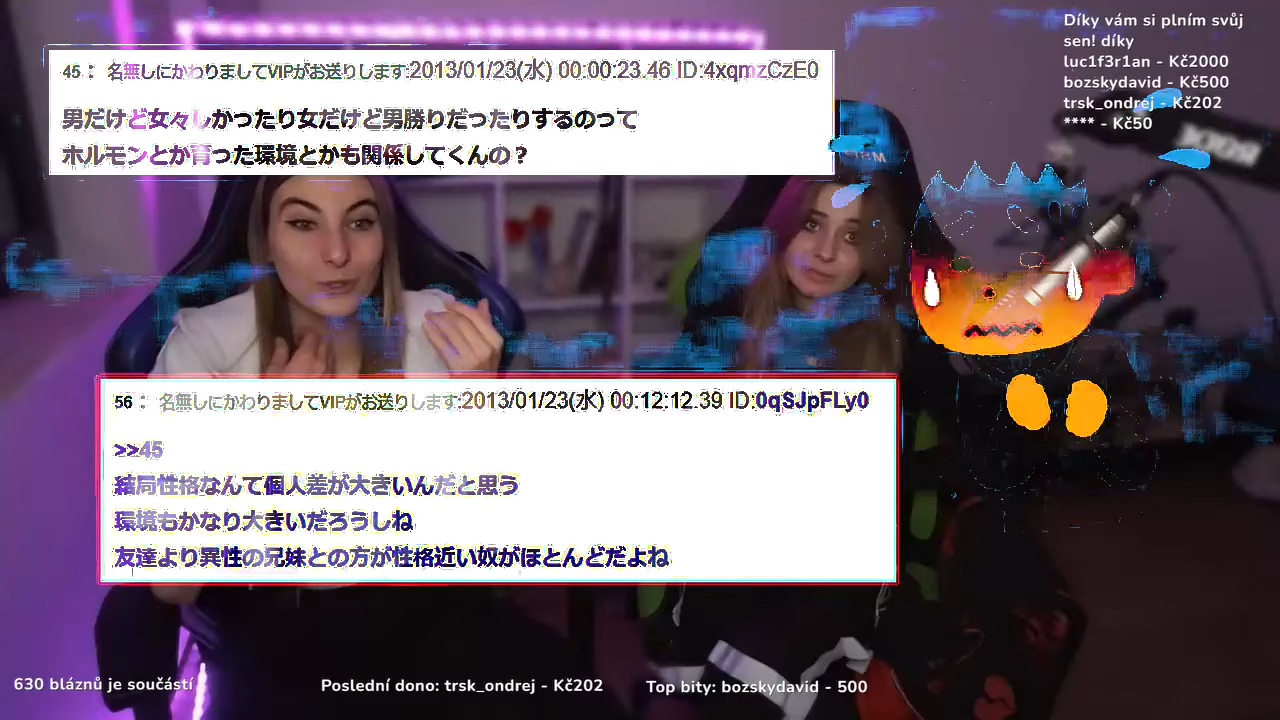 Díky vám si plním svůj
sen! díky
luc1f3r1an - Kč2000
bozskydavid - Kč500
trsk_ondrej - Kč202
**** - Kč50
45： 名無しにかわりましてVIPがお送りします:2013/01/23(水) 00:00:23.46 ID:4xqmzCzE0
男だけど女々しかったり女だけど男勝りだったりするのって
ホルモンとか育った環境とかも関係してくんの？
56： 名無しにかわりましてVIPがお送りします:2013/01/23(水) 00:12:12.39 ID:0qSJpFLy0
>>45
結局性格なんて個人差が大きいんだと思う
環境もかなり大きいだろうしね
友達より異性の兄妹との方が性格近い奴がほとんどだよね
630 bláznů je součástí
Poslední dono: trsk_ondrej - Kč202
Top bity: bozskydavid - 500